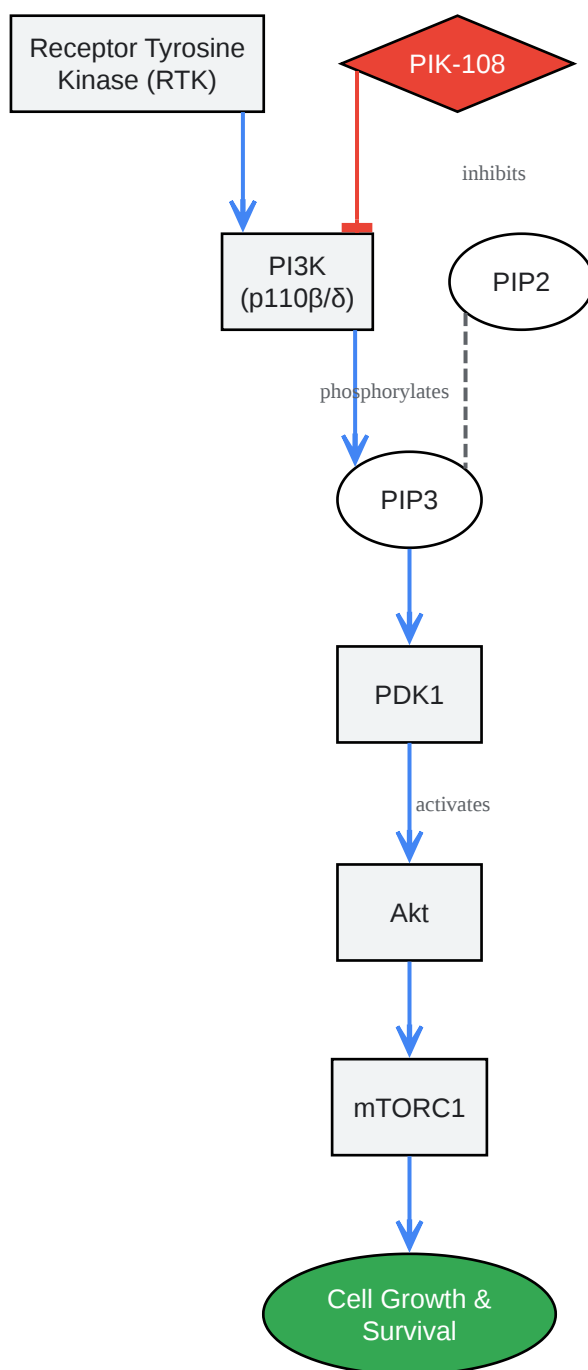 Receptor Tyrosine
Kinase (RTK)
PIK-108
inhibits
PI3K
(p110β/δ)
PIP2
phosphorylates
PIP3
PDK1
activates
Akt
mTORC1
Cell Growth &
Survival